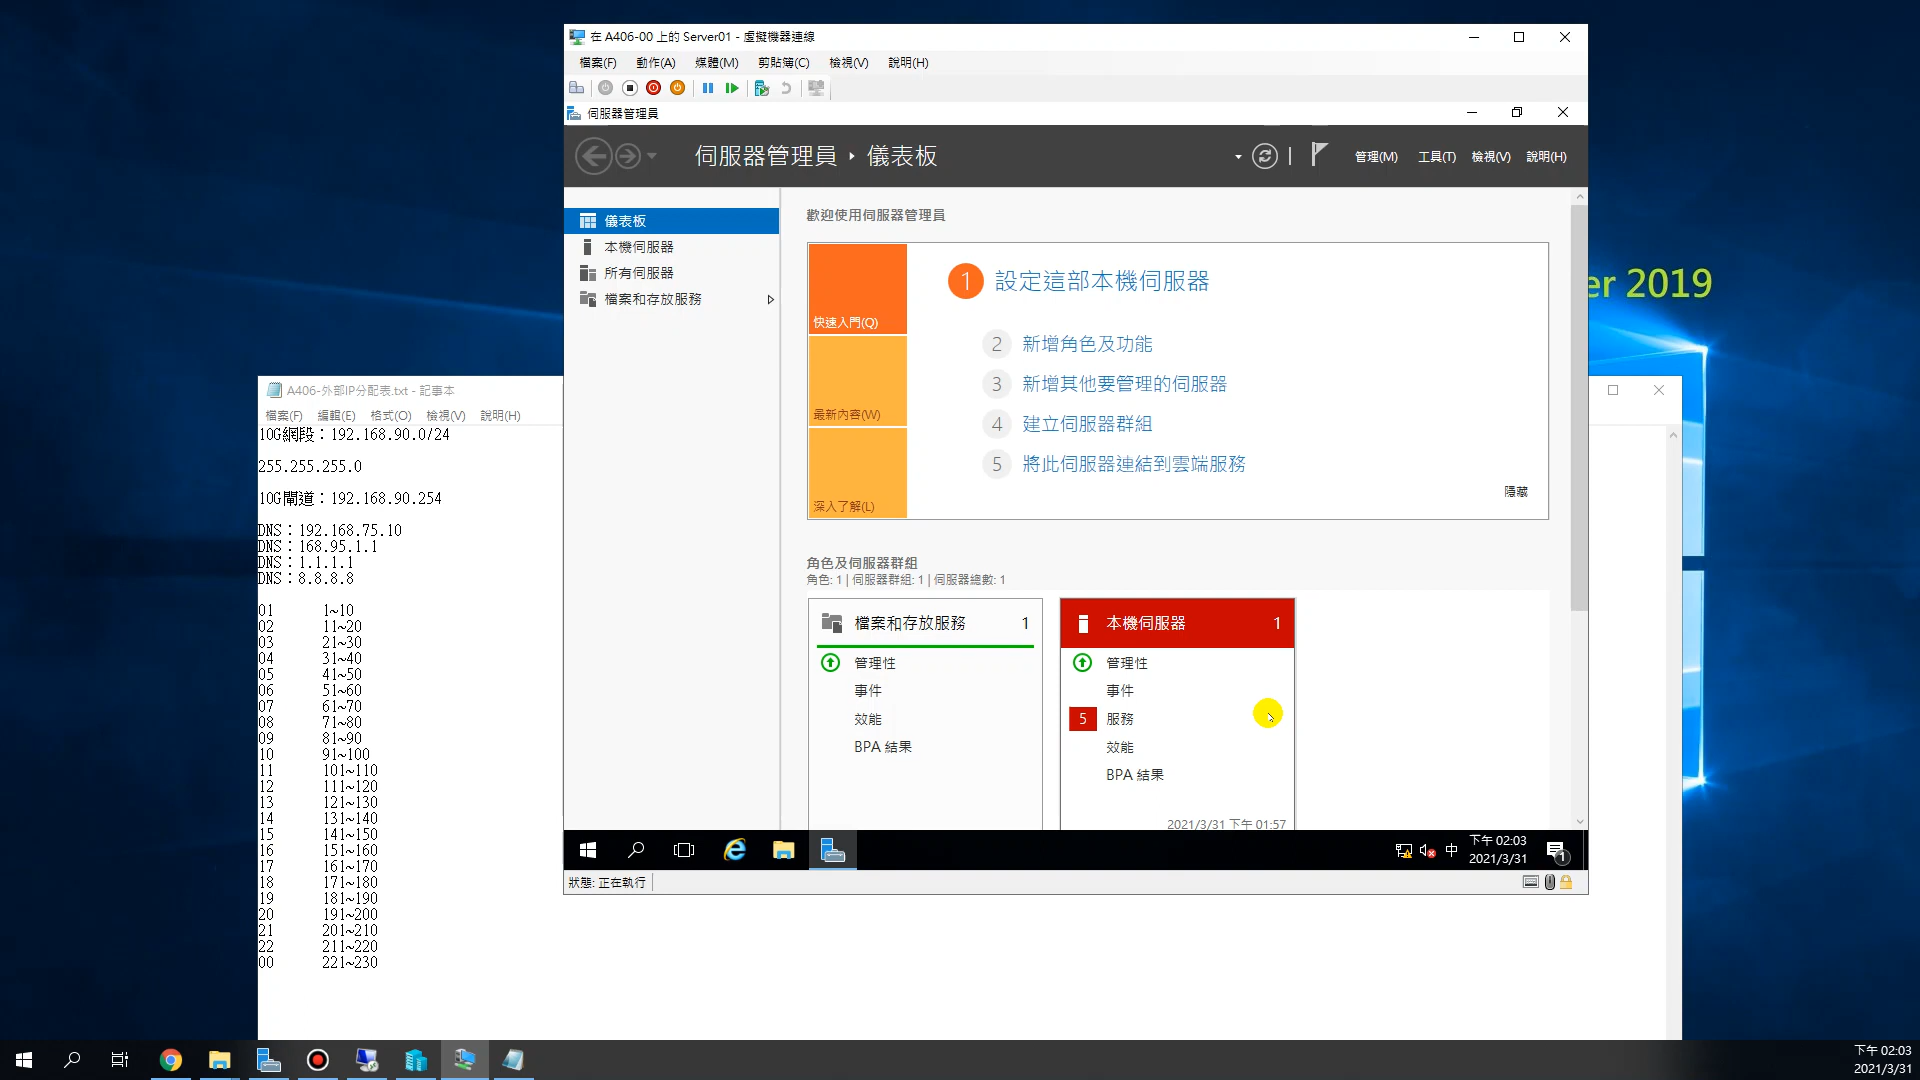 在 A406-00 上的 Server01 - 虛擬機器連線
檔案(F) 動作(A) 媒體(M) 剪貼簿(C) 檢視(V) 說明(H)
伺服器管理員
伺服器管理員 ‣ 儀表板
管理(M) 工具(T) 檢視(V) 說明(H)
儀表板
本機伺服器
所有伺服器
檔案和存放服務
歡迎使用伺服器管理員
快速入門(Q)
最新內容(W)
深入了解(L)
1 設定這部本機伺服器
2 新增角色及功能
3 新增其他要管理的伺服器
4 建立伺服器群組
5 將此伺服器連結到雲端服務
隱藏
角色及伺服器群組
角色: 1 | 伺服器群組: 1 | 伺服器總數: 1
檔案和存放服務 1
管理性
事件
效能
BPA 結果
本機伺服器 1
管理性
事件
5 服務
效能
BPA 結果
2021/3/31 下午 01:57
中
下午 02:03
2021/3/31
1
狀態: 正在執行
er 2019
A406-外部IP分配表.txt - 記事本
檔案(F) 編輯(E) 格式(O) 檢視(V) 說明(H)
10G網段：192.168.90.0/24
255.255.255.0
10G閘道：192.168.90.254
DNS：192.168.75.10
DNS：168.95.1.1
DNS：1.1.1.1
DNS：8.8.8.8
01 1~10
02 11~20
03 21~30
04 31~40
05 41~50
06 51~60
07 61~70
08 71~80
09 81~90
10 91~100
11 101~110
12 111~120
13 121~130
14 131~140
15 141~150
16 151~160
17 161~170
18 171~180
19 181~190
20 191~200
21 201~210
22 211~220
00 221~230
下午 02:03
2021/3/31